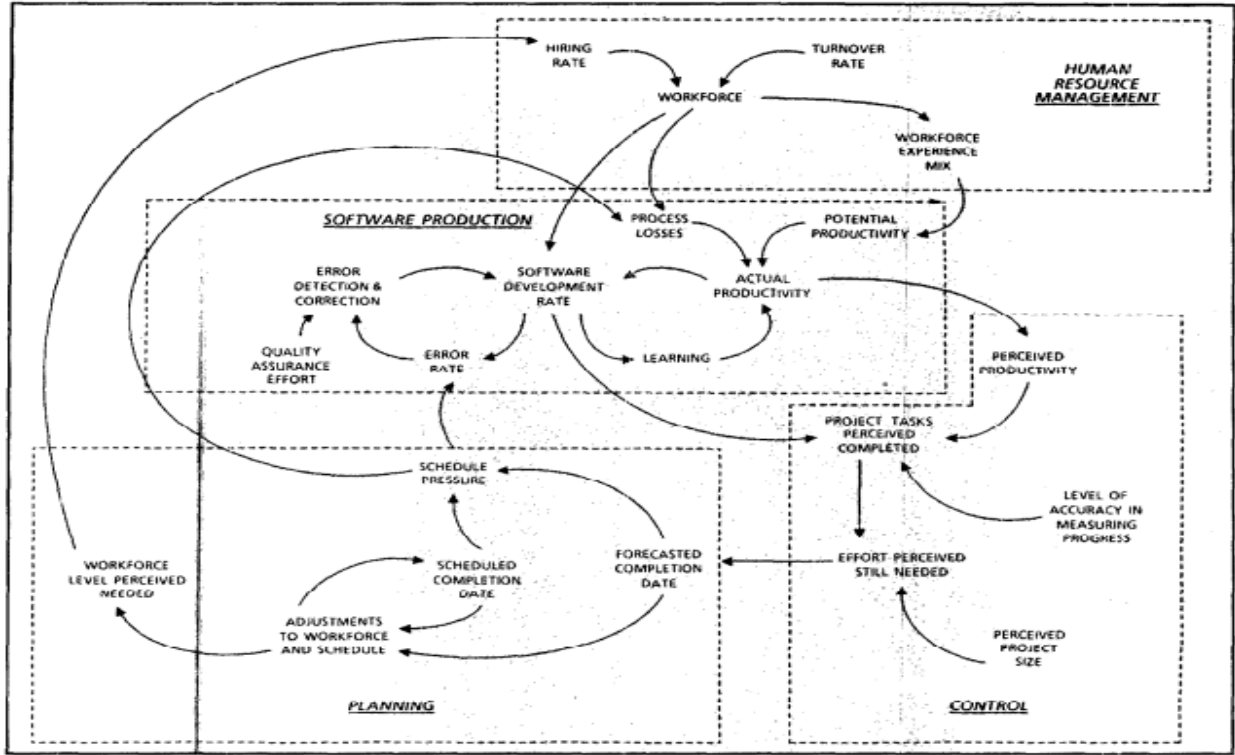 HIRING
RATE
TURNOVER
RATE
HUMAN
RESOURCE
MANAGEMENT
WORKFORCE
WORKFORCE
EXPERIENCE
MIX
SOFTWARE PRODUCTION
PROCESS
LOSSES
POTENTIAL
PRODUCTIVITY
ERROR
DETECTION &
CORRECTION
SOFTWARE
DEVELOPMENT
RATE
ACTUAL
PRODUCTIVITY
QUALITY
ASSURANCE
EFFORT
ERROR
RATE
LEARNING
PERCEIVED
PRODUCTIVITY
PROJECT TASKS
PERCEIVED
COMPLETED
SCHEDULE
PRESSURE
LEVEL OF
ACCURACY IN
MEASURING
PROGRESS
WORKFORCE
LEVEL PERCEIVED
NEEDED
SCHEDULED
COMPLETION
DATE
FORECASTED
COMPLETION
DATE
EFFORT PERCEIVED
STILL NEEDED
ADJUSTMENTS
TO WORKFORCE
AND SCHEDULE
PERCEIVED
PROJECT
SIZE
PLANNING
CONTROL